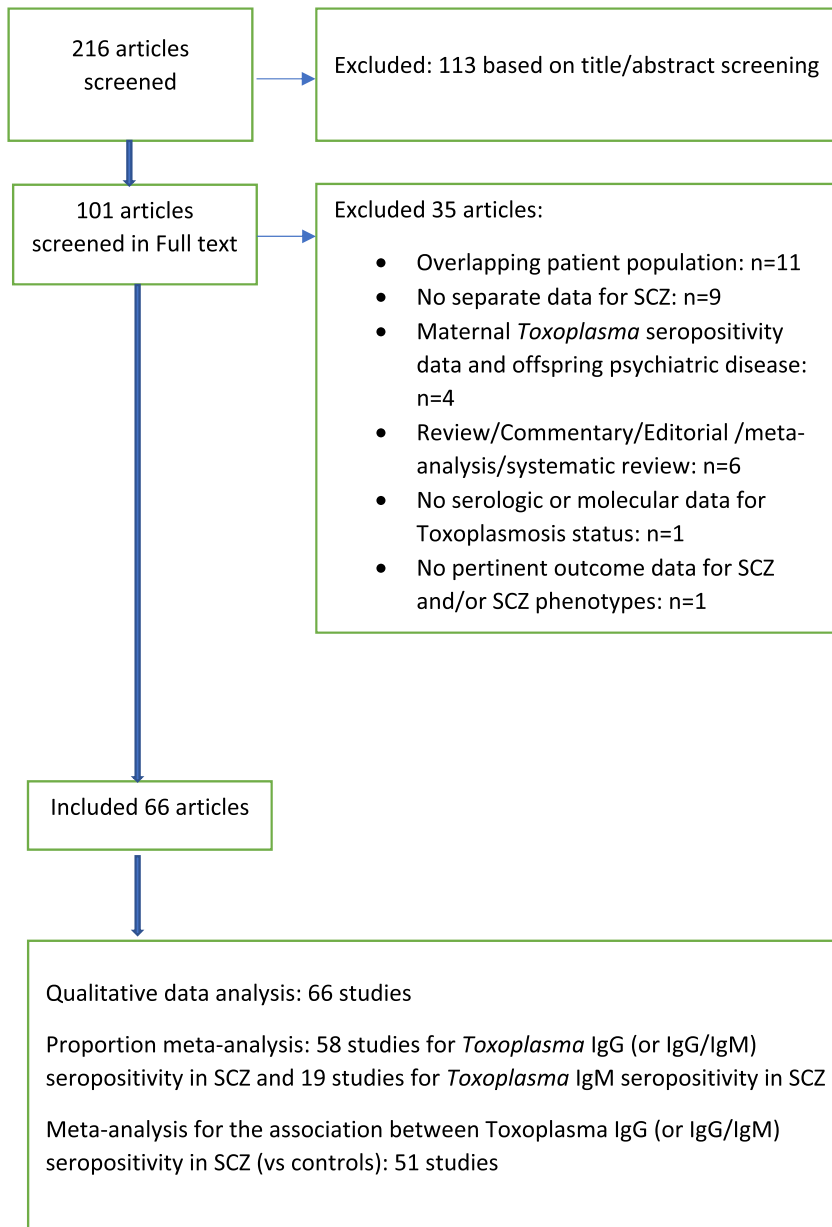 216 articles
screened
Excluded: 113 based on title/abstract screening
101 articles
screened in Full text
Excluded 35 articles:
• Overlapping patient population: n=11
• No separate data for SCZ: n=9
• Maternal Toxoplasma seropositivity
data and offspring psychiatric disease:
n=4
• Review/Commentary/Editorial /meta-
analysis/systematic review: n=6
• No serologic or molecular data for
Toxoplasmosis status: n=1
• No pertinent outcome data for SCZ
and/or SCZ phenotypes: n=1
Included 66 articles
Qualitative data analysis: 66 studies
Proportion meta-analysis: 58 studies for Toxoplasma IgG (or IgG/IgM)
seropositivity in SCZ and 19 studies for Toxoplasma IgM seropositivity in SCZ
Meta-analysis for the association between Toxoplasma IgG (or IgG/IgM)
seropositivity in SCZ (vs controls): 51 studies